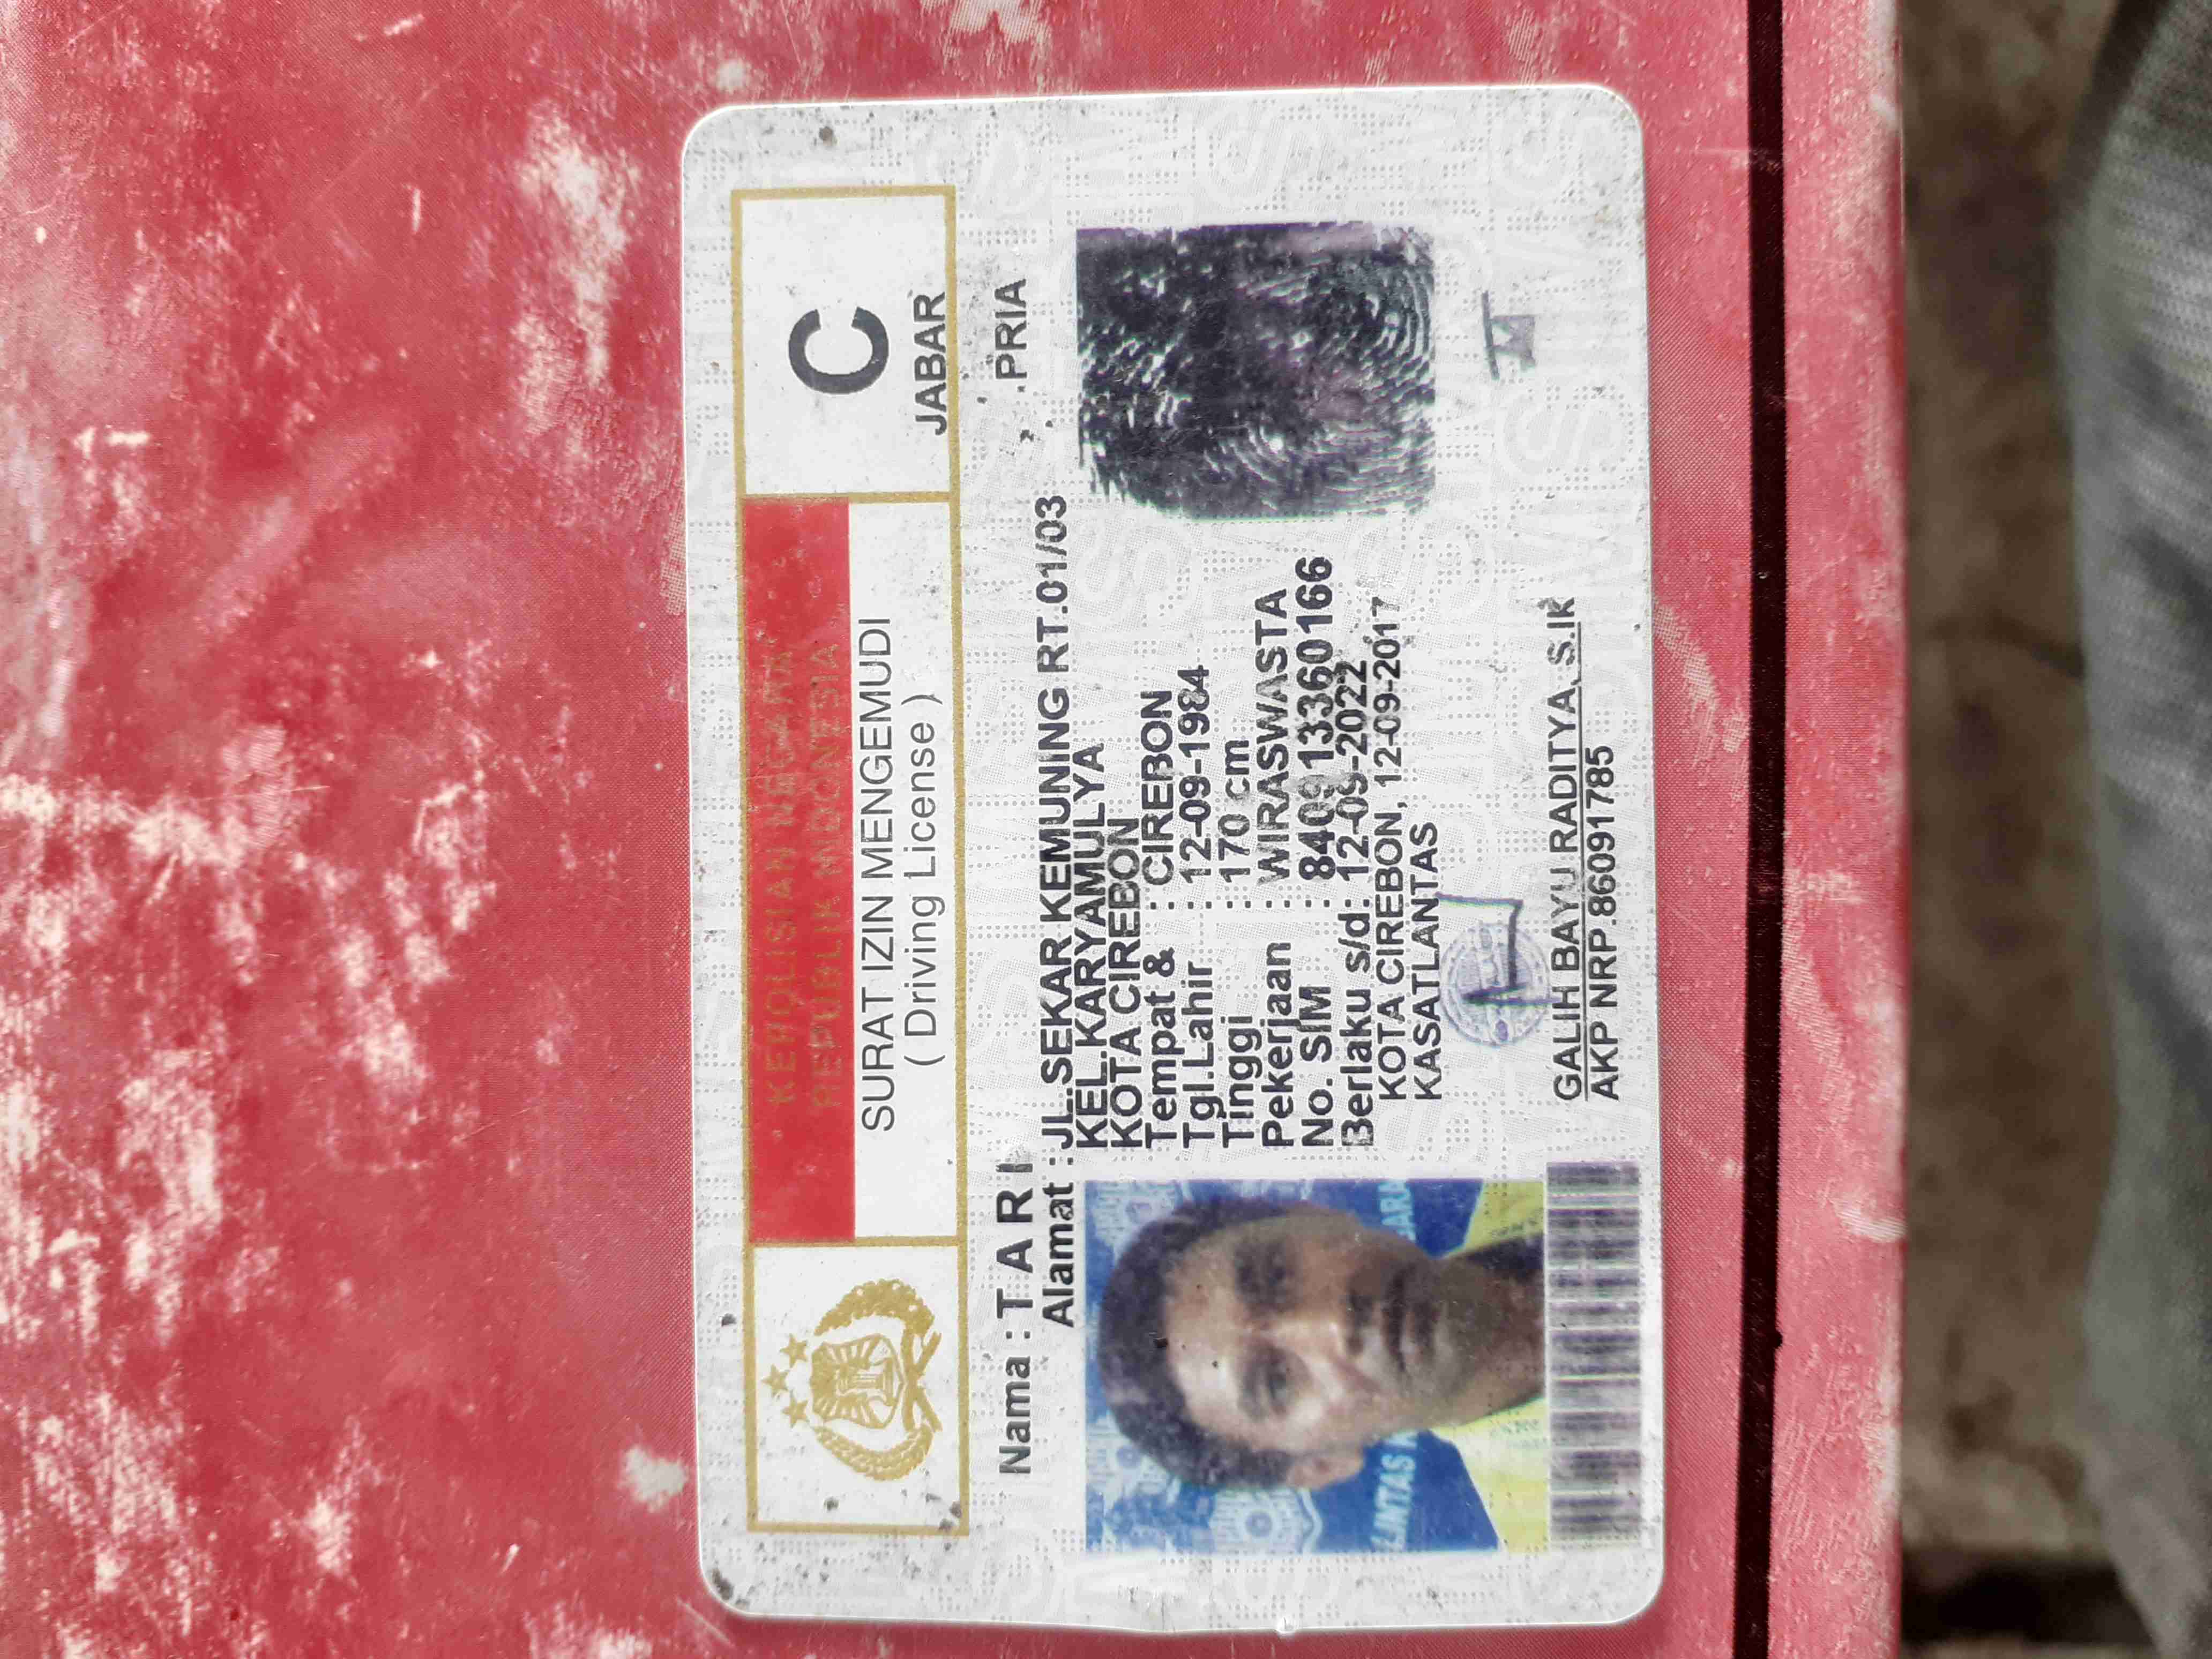 KEPOLISIAN NEGARA
REPUBLIK INDONESIA
SURAT IZIN MENGEMUDI
( Driving License )
C
JABAR
Nama : T A R I
PRIA
Alamat : JL.SEKAR KEMUNING RT.01/03
KEL.KARYAMULYA
KOTA CIREBON
Tempat & : CIREBON
Tgl.Lahir : 12-09-1984
Tinggi : 170 cm
Pekerjaan : WIRASWASTA
No. SIM : 840913360166
Berlaku s/d : 12-09-2022
KOTA CIREBON, 12-09-2017
KASATLANTAS
GALIH BAYU RADITYA, S.IK
AKP NRP.86091785